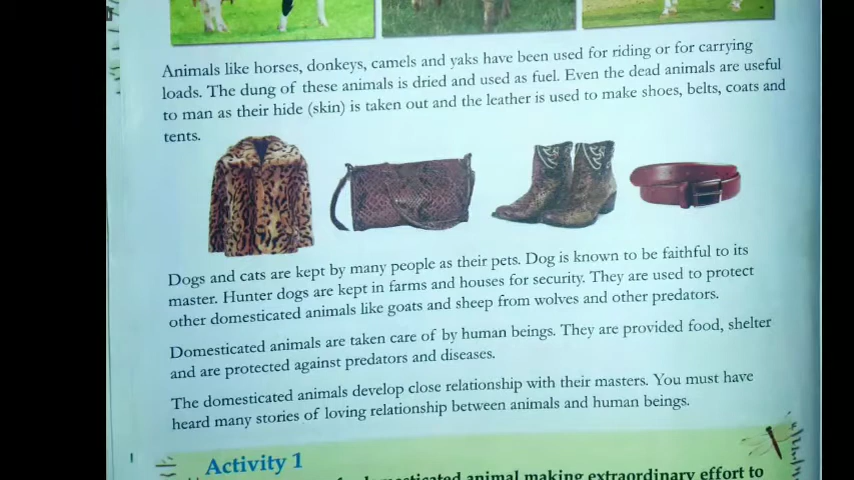 Animals like horses, donkeys, camels and yaks have been used for riding or for carrying
loads. The dung of these animals is dried and used as fuel. Even the dead animals are useful
to man as their hide (skin) is taken out and the leather is used to make shoes, belts, coats and
tents.
Dogs and cats are kept by many people as their pets. Dog is known to be faithful to its
master. Hunter dogs are kept in farms and houses for security. They are used to protect
other domesticated animals like goats and sheep from wolves and other predators.
Domesticated animals are taken care of by human beings. They are provided food, shelter
and are protected against predators and diseases.
The domesticated animals develop close relationship with their masters. You must have
heard many stories of loving relationship between animals and human beings.
Activity 1
domesticated animal making extraordinary effort to